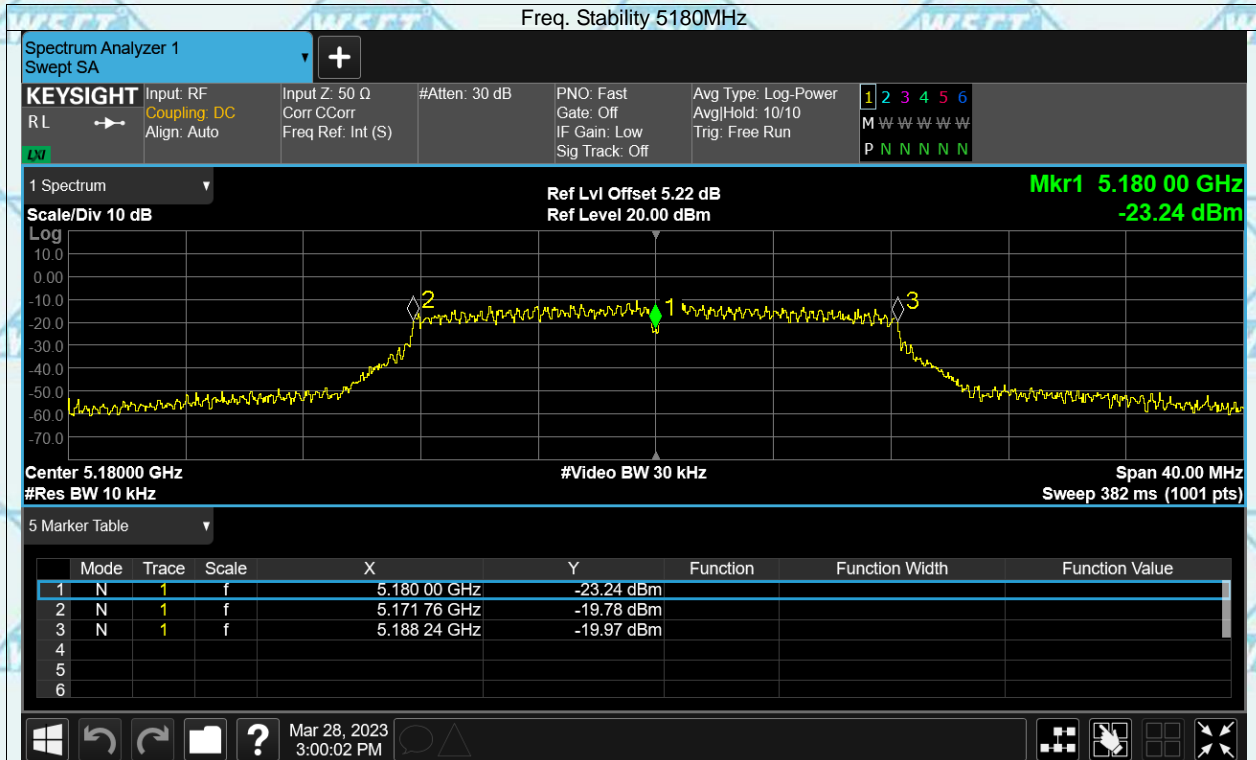 Freq. Stability 5180MHz
Spectrum Analyzer 1
Swept SA
KEYSIGHT
RL
LXI
Input: RF
Coupling: DC
Align: Auto
Input Z: 50 Ω
Corr CCorr
Freq Ref: Int (S)
#Atten: 30 dB
PNO: Fast
Gate: Off
IF Gain: Low
Sig Track: Off
Avg Type: Log-Power
Avg|Hold: 10/10
Trig: Free Run
1 2 3 4 5 6
M W W W W W
P N N N N N
1 Spectrum
Scale/Div 10 dB
Ref Lvl Offset 5.22 dB
Ref Level 20.00 dBm
Mkr1 5.180 00 GHz
-23.24 dBm
Log
10.0
0.00
-10.0
-20.0
-30.0
-40.0
-50.0
-60.0
-70.0
2
1
3
Center 5.18000 GHz
#Video BW 30 kHz
Span 40.00 MHz
#Res BW 10 kHz
Sweep 382 ms (1001 pts)
5 Marker Table
Mode Trace Scale X Y Function Function Width Function Value
1 N 1 f 5.180 00 GHz -23.24 dBm
2 N 1 f 5.171 76 GHz -19.78 dBm
3 N 1 f 5.188 24 GHz -19.97 dBm
4
5
6
?
Mar 28, 2023
3:00:02 PM